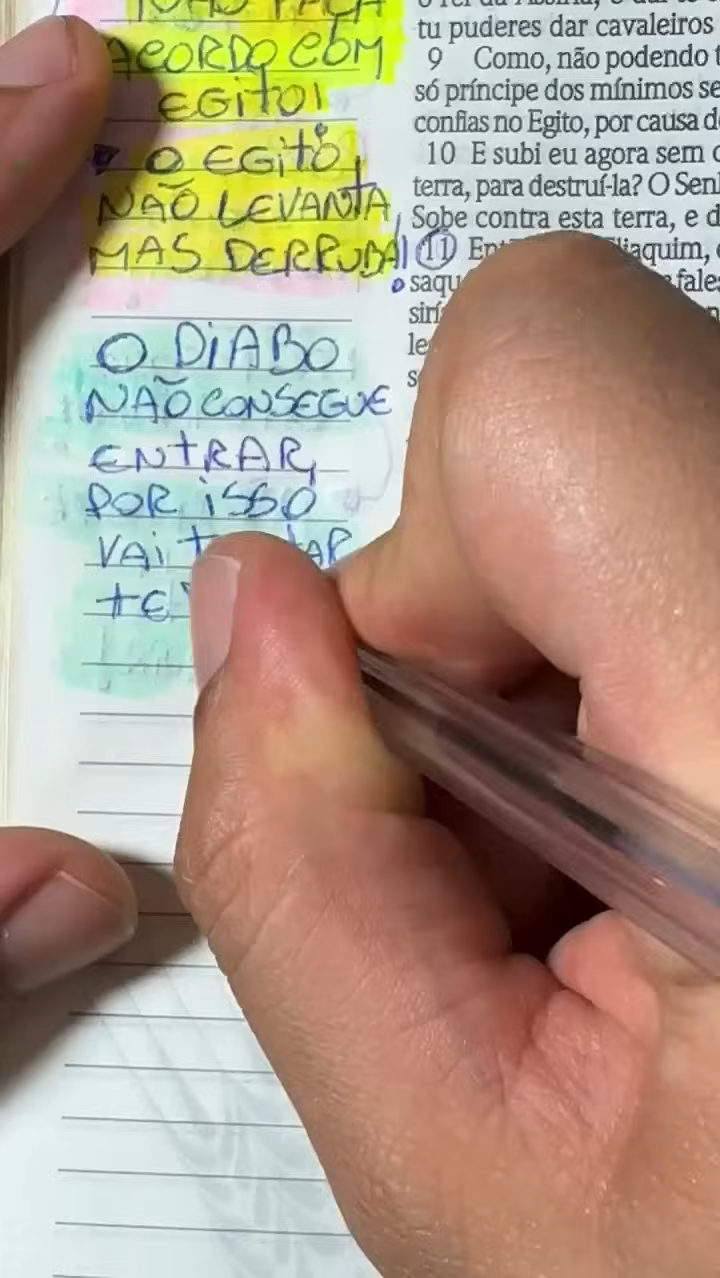 NÃO FAÇA
ACORDO COM
EGITO!
O EGITO
NÃO LEVANTA,
MAS DERRUBA!
O DIABO
NÃO CONSEGUE
ENTRAR,
POR ISSO
VAI
tu puderes dar cavaleiros
9 Como, não podendo
só príncipe dos mínimos
confias no Egito, por causa
10 E subi eu agora sem
terra, para destruí-la? O
Sobe contra esta terra, e
11